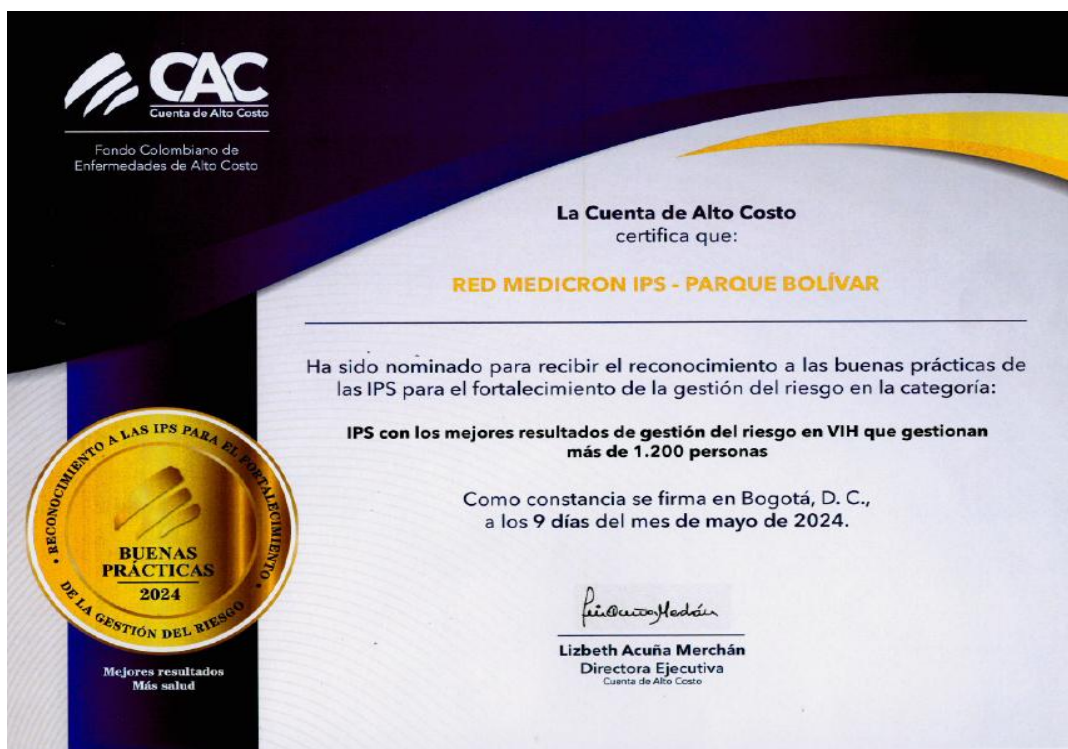 CAC
Cuenta de Alto Costo
Fondo Colombiano de
Enfermedades de Alto Costo
La Cuenta de Alto Costo
certifica que:
RED MEDICRON IPS - PARQUE BOLÍVAR
Ha sido nominado para recibir el reconocimiento a las buenas prácticas de
las IPS para el fortalecimiento de la gestión del riesgo en la categoría:
IPS con los mejores resultados de gestión del riesgo en VIH que gestionan
más de 1.200 personas
Como constancia se firma en Bogotá, D. C.,
a los 9 días del mes de mayo de 2024.
Lizbeth Acuña Merchán
Directora Ejecutiva
Cuenta de Alto Costo
• RECONOCIMIENTO A LAS IPS PARA EL FORTALECIMIENTO •
DE LA GESTIÓN DEL RIESGO
BUENAS
PRÁCTICAS
2024
Mejores resultados
Más salud